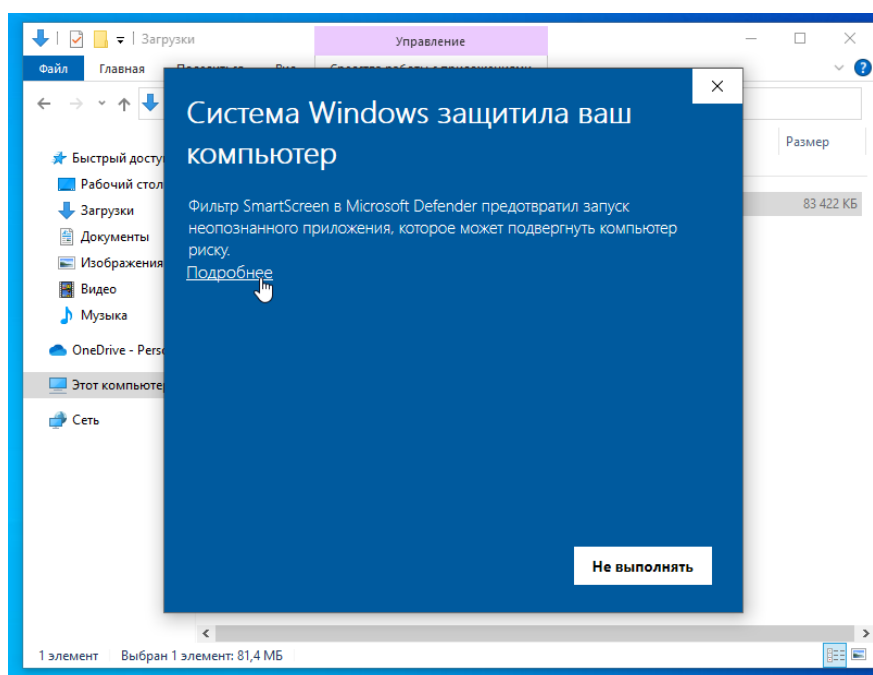 Загрузки
Управление
Файл
Главная
Размер
Быстрый досту
83 422 КБ
Рабочий стол
Загрузки
Документы
Изображения
Видео
Музыка
OneDrive - Perso
Этот компьютер
Сеть
Система Windows защитила ваш
компьютер
Фильтр SmartScreen в Microsoft Defender предотвратил запуск
неопознанного приложения, которое может подвергнуть компьютер
риску.
Подробнее
Не выполнять
1 элемент Выбран 1 элемент: 81,4 МБ